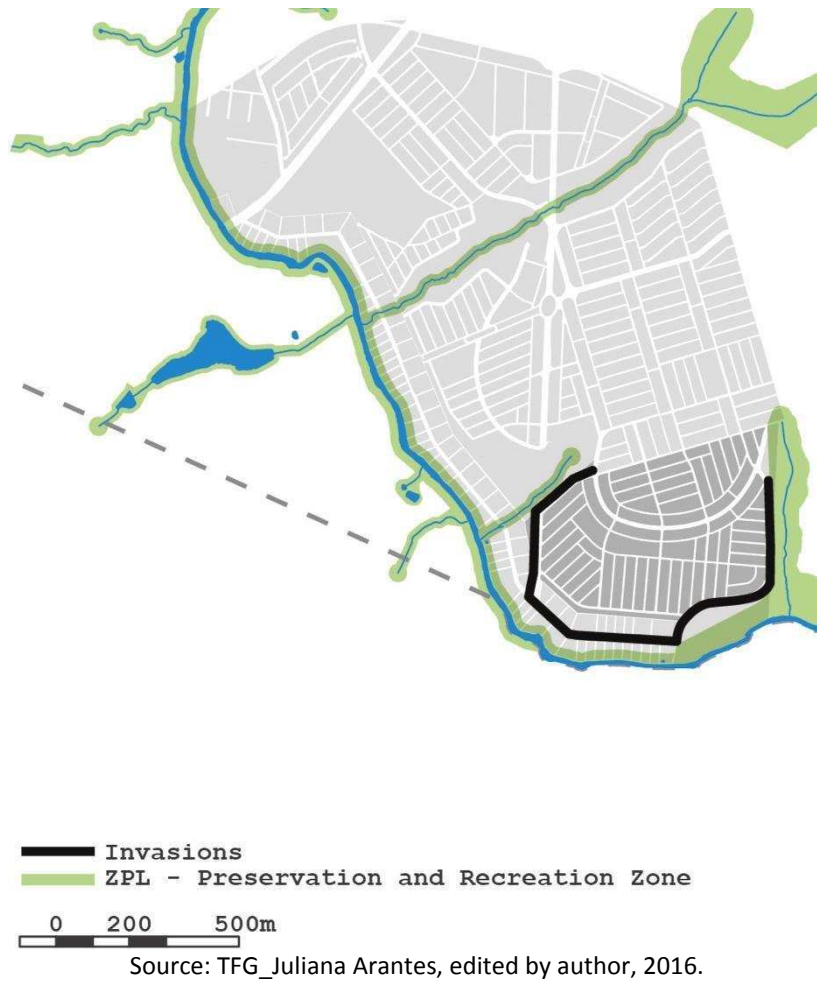 Invasions
ZPL - Preservation and Recreation Zone
0 200 500m
Source: TFG_Juliana Arantes, edited by author, 2016.